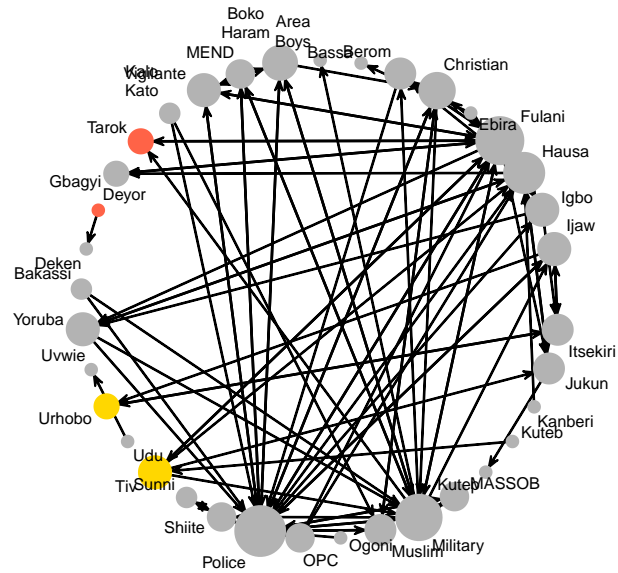 Boko
Haram
Area
Boys
MEND
Bassa
Berom
Christian
Vigilante
Kato
Tarok
Ebira
Fulani
Hausa
Gbagyi
Deyor
Igbo
Ijaw
Deken
Bakassi
Yoruba
Uvwie
Itsekiri
Jukun
Urhobo
Kanberi
Kuteb
Udu
Tiv
Sunni
Kutep
MASSOB
Shiite
Police
OPC
Ogoni
Muslim
Military